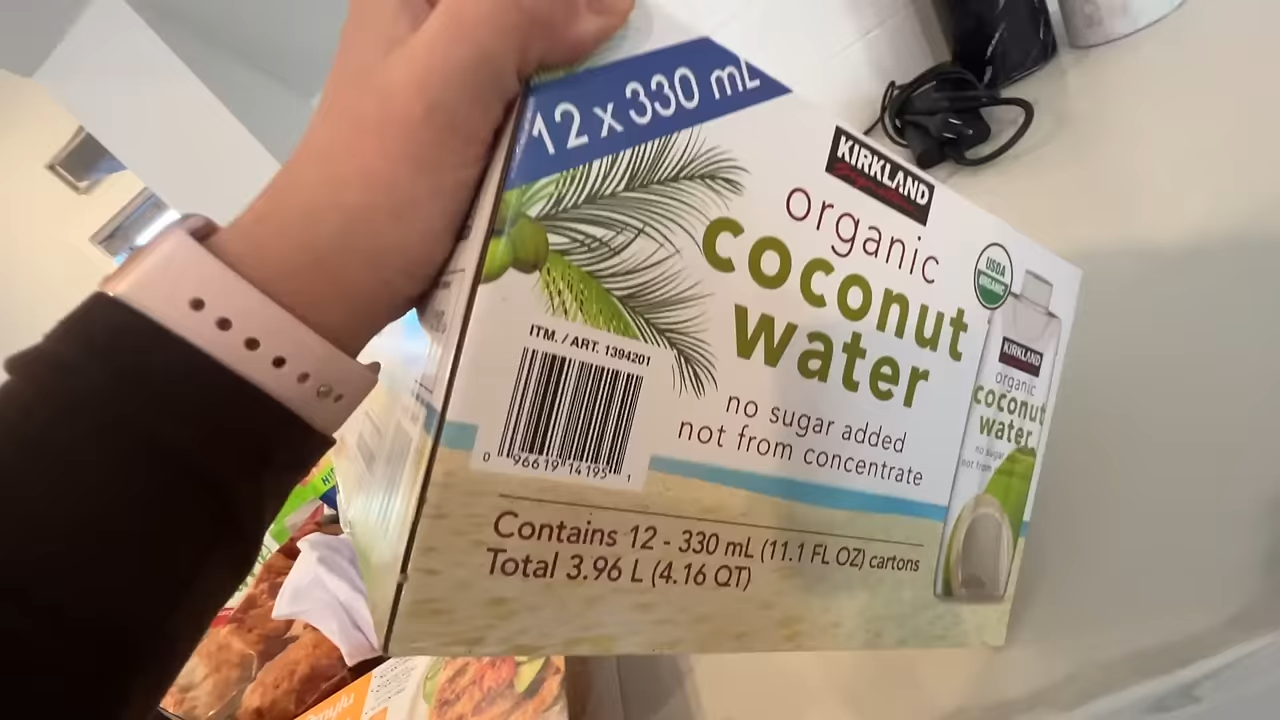 12 x 330 mL
KIRKLAND
Signature
organic
coconut
water
USDA
ORGANIC
no sugar added
not from concentrate
ITM. / ART. 1394201
0 96619 14195 1
Contains 12 - 330 mL (11.1 FL OZ) cartons
Total 3.96 L (4.16 QT)
KIRKLAND
organic
coconut
water
no sugar
not from